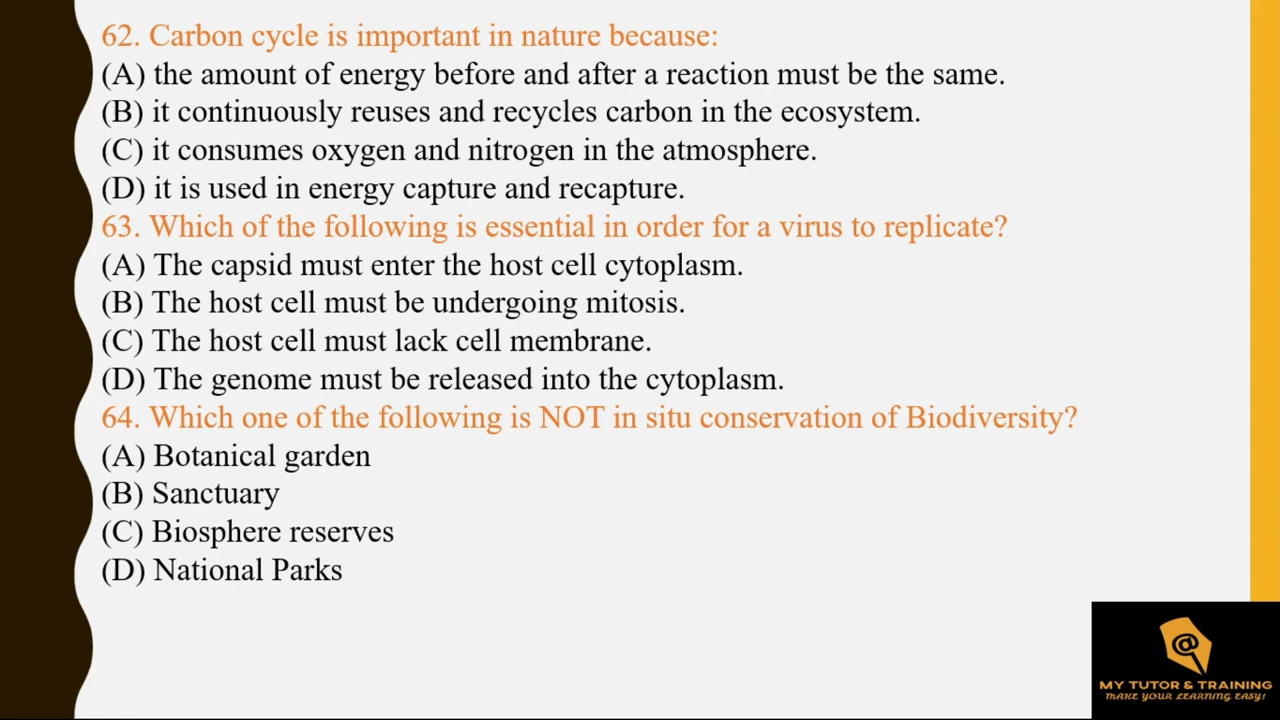 62. Carbon cycle is important in nature because:
(A) the amount of energy before and after a reaction must be the same.
(B) it continuously reuses and recycles carbon in the ecosystem.
(C) it consumes oxygen and nitrogen in the atmosphere.
(D) it is used in energy capture and recapture.
63. Which of the following is essential in order for a virus to replicate?
(A) The capsid must enter the host cell cytoplasm.
(B) The host cell must be undergoing mitosis.
(C) The host cell must lack cell membrane.
(D) The genome must be released into the cytoplasm.
64. Which one of the following is NOT in situ conservation of Biodiversity?
(A) Botanical garden
(B) Sanctuary
(C) Biosphere reserves
(D) National Parks
@
MY TUTOR & TRAINING
MAKE YOUR LEARNING EASY!